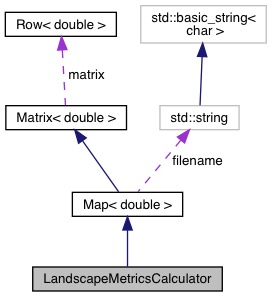 Row< double >
std::basic_string<
char >
matrix
Matrix< double >
std::string
filename
Map< double >
LandscapeMetricsCalculator